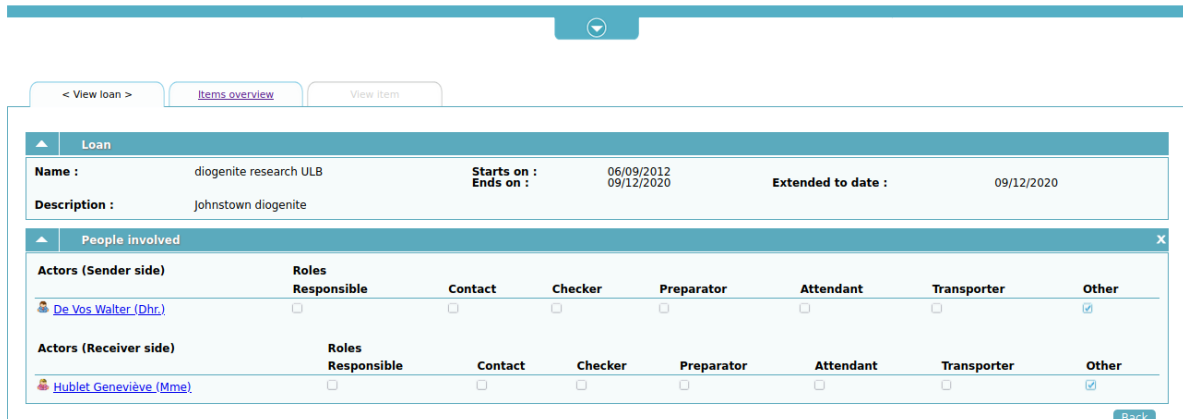 < View loan > Items overview View item
Loan
Name : diogenite research ULB Starts on : 06/09/2012
Ends on : 09/12/2020 Extended to date : 09/12/2020
Description : Johnstown diogenite
People involved X
Actors (Sender side) Roles
Responsible Contact Checker Preparator Attendant Transporter Other
De Vos Walter (Dhr.)
Actors (Receiver side) Roles
Responsible Contact Checker Preparator Attendant Transporter Other
Hublet Geneviève (Mme)
Back